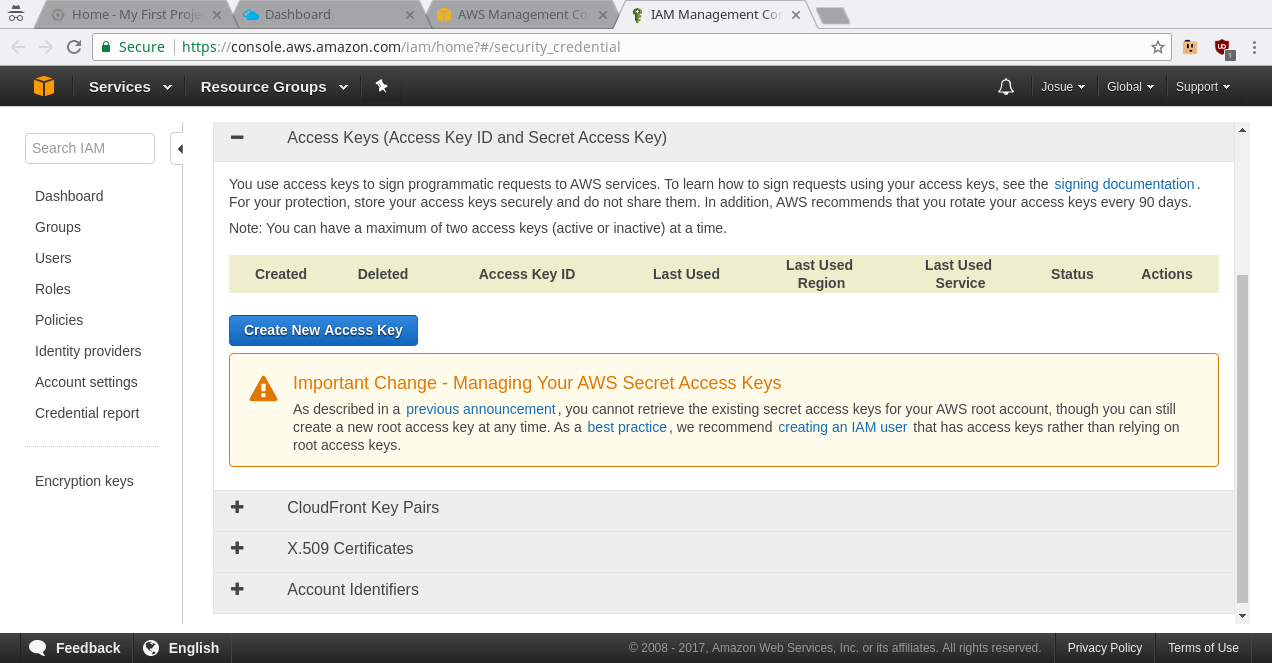 Home - My First Proje
Dashboard
AWS Management Co
IAM Management Con
Secure
https://console.aws.amazon.com/iam/home?#/security_credential
1
Services
Resource Groups
Josue
Global
Support
Search IAM
Dashboard
Groups
Users
Roles
Policies
Identity providers
Account settings
Credential report
Encryption keys
Access Keys (Access Key ID and Secret Access Key)
You use access keys to sign programmatic requests to AWS services. To learn how to sign requests using your access keys, see the signing documentation.
For your protection, store your access keys securely and do not share them. In addition, AWS recommends that you rotate your access keys every 90 days.
Note: You can have a maximum of two access keys (active or inactive) at a time.
Created
Deleted
Access Key ID
Last Used
Last Used
Region
Last Used
Service
Status
Actions
Create New Access Key
Important Change - Managing Your AWS Secret Access Keys
As described in a previous announcement, you cannot retrieve the existing secret access keys for your AWS root account, though you can still
create a new root access key at any time. As a best practice, we recommend creating an IAM user that has access keys rather than relying on
root access keys.
CloudFront Key Pairs
X.509 Certificates
Account Identifiers
Feedback
English
© 2008 - 2017, Amazon Web Services, Inc. or its affiliates. All rights reserved.
Privacy Policy
Terms of Use